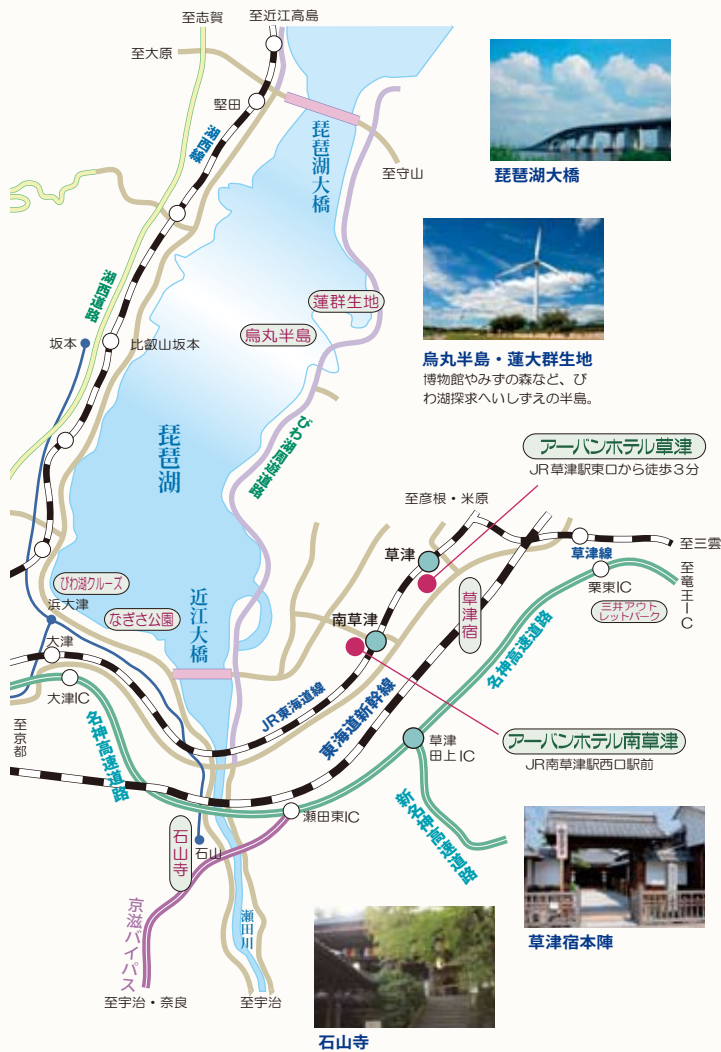 至志賀
至近江高島
至大原
堅田
湖西線
琵琶湖大橋
至守山
琵琶湖大橋
湖西道路
坂本
比叡山坂本
蓮群生地
烏丸半島
烏丸半島・蓮大群生地
博物館やみずの森など、び
わ湖探求へいしずえの半島。
琵琶湖
びわ湖周遊道路
アーバンホテル草津
JR草津駅東口から徒歩3分
至彦根・米原
草津
草津線
至三雲
栗東IC
至竜王IC
三井アウト
レットパーク
草津宿
びわ湖クルーズ
浜大津
なぎさ公園
近江大橋
南草津
大津
大津IC
至京都
名神高速道路
JR東海道線
東海道新幹線
名神高速道路
草津
田上IC
アーバンホテル南草津
JR南草津駅西口駅前
新名神高速道路
瀬田東IC
石山寺
石山
京滋バイパス
瀬田川
至宇治・奈良
至宇治
草津宿本陣
石山寺